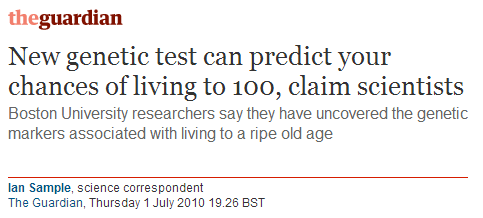 theguardian
New genetic test can predict your
chances of living to 100, claim scientists
Boston University researchers say they have uncovered the genetic
markers associated with living to a ripe old age
Ian Sample, science correspondent
The Guardian, Thursday 1 July 2010 19.26 BST